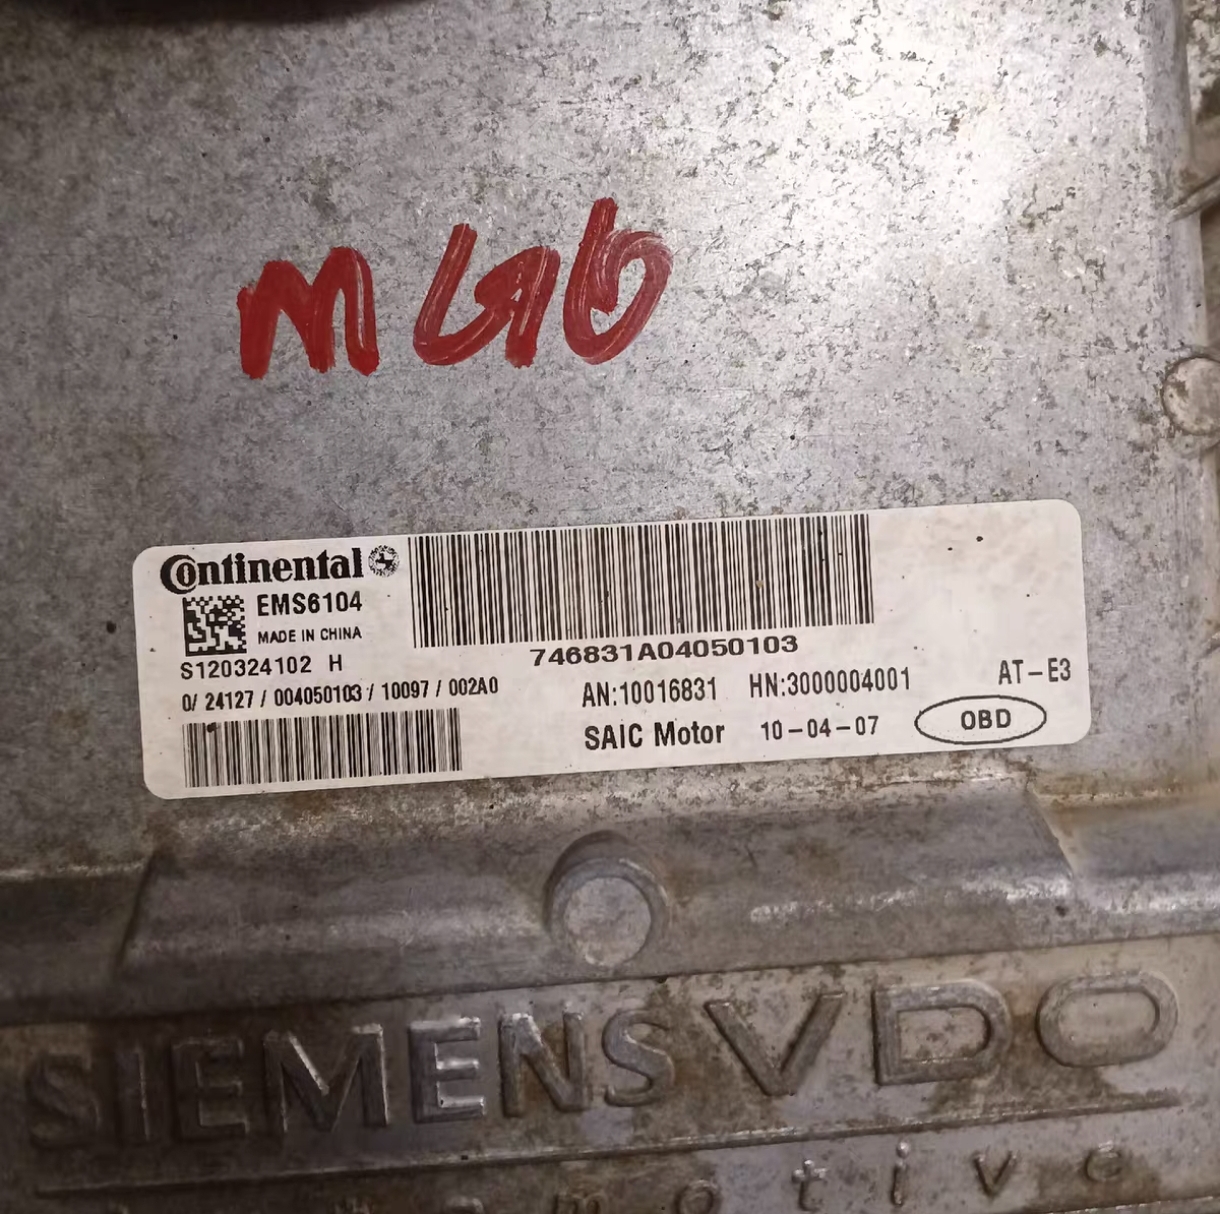 MG6
Continental
EMS6104
MADE IN CHINA
S120324102 H
0/ 24127 / 004050103 / 10097 / 002A0
746831A04050103
AN:10016831 HN:3000004001 AT-E3
SAIC Motor 10-04-07 OBD
SIEMENS VDO